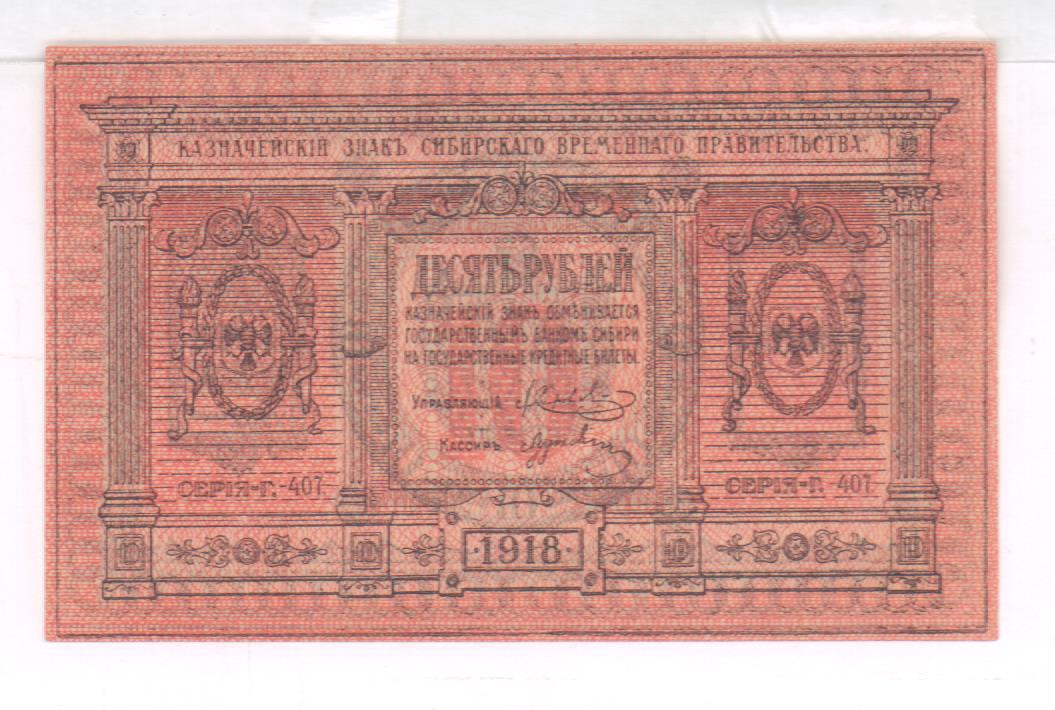 КАЗНАЧЕЙСКІЙ ЗНАКЪ СИБИРСКАГО ВРЕМЕННАГО ПРАВИТЕЛЬСТВА.
ДЕСЯТЬ РУБЛЕЙ
КАЗНАЧЕЙСКІЙ ЗНАКЪ ОБМѢНИВАЕТСЯ
ГОСУДАРСТВЕННЫМЪ БАНКОМЪ СИБИРИ
НА ГОСУДАРСТВЕННЫЕ КРЕДИТНЫЕ БИЛЕТЫ.
10
УПРАВЛЯЮЩІЙ
КАССИРЪ
СЕРІЯ-Г.-407.
СЕРІЯ-Г. 407.
·1918·